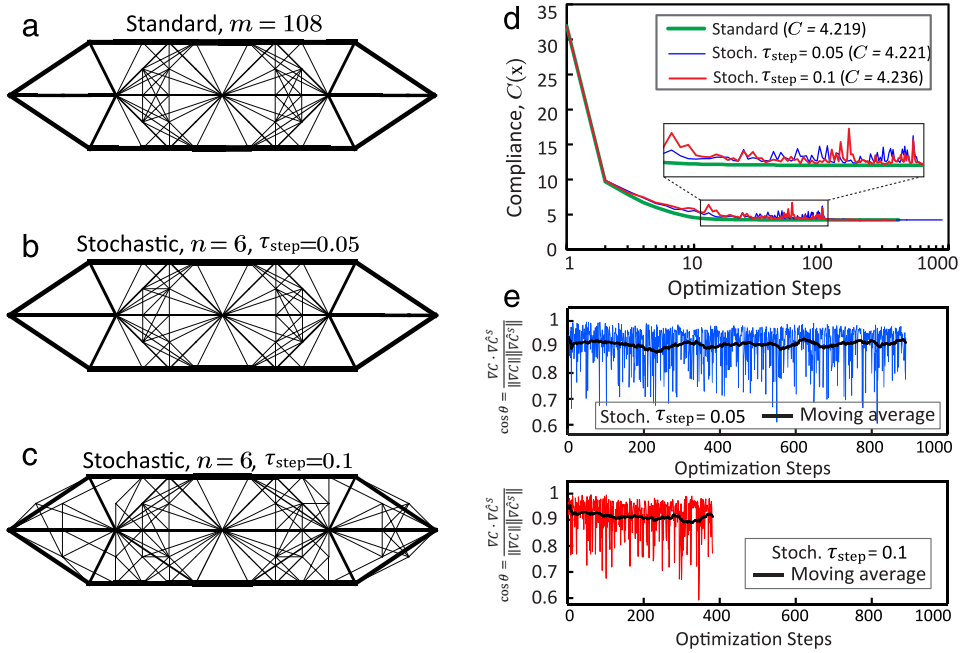 a
Standard, m = 108
b
Stochastic, n = 6, τstep=0.05
c
Stochastic, n = 6, τstep=0.1
d
Compliance, C(x)
35
30
25
20
15
10
5
0
1
10
100
1000
Optimization Steps
Standard (C = 4.219)
Stoch. τstep = 0.05 (C = 4.221)
Stoch. τstep = 0.1 (C = 4.236)
e
cos θ = ∇C · ∇Ĉˢ / ‖∇C‖‖∇Ĉˢ‖
1
0.9
0.8
0.7
0.6
Stoch. τstep = 0.05 Moving average
0 200 400 600 800 1000
Optimization Steps
cos θ = ∇C · ∇Ĉˢ / ‖∇C‖‖∇Ĉˢ‖
1
0.9
0.8
0.7
0.6
Stoch. τstep = 0.1
Moving average
0 200 400 600 800 1000
Optimization Steps